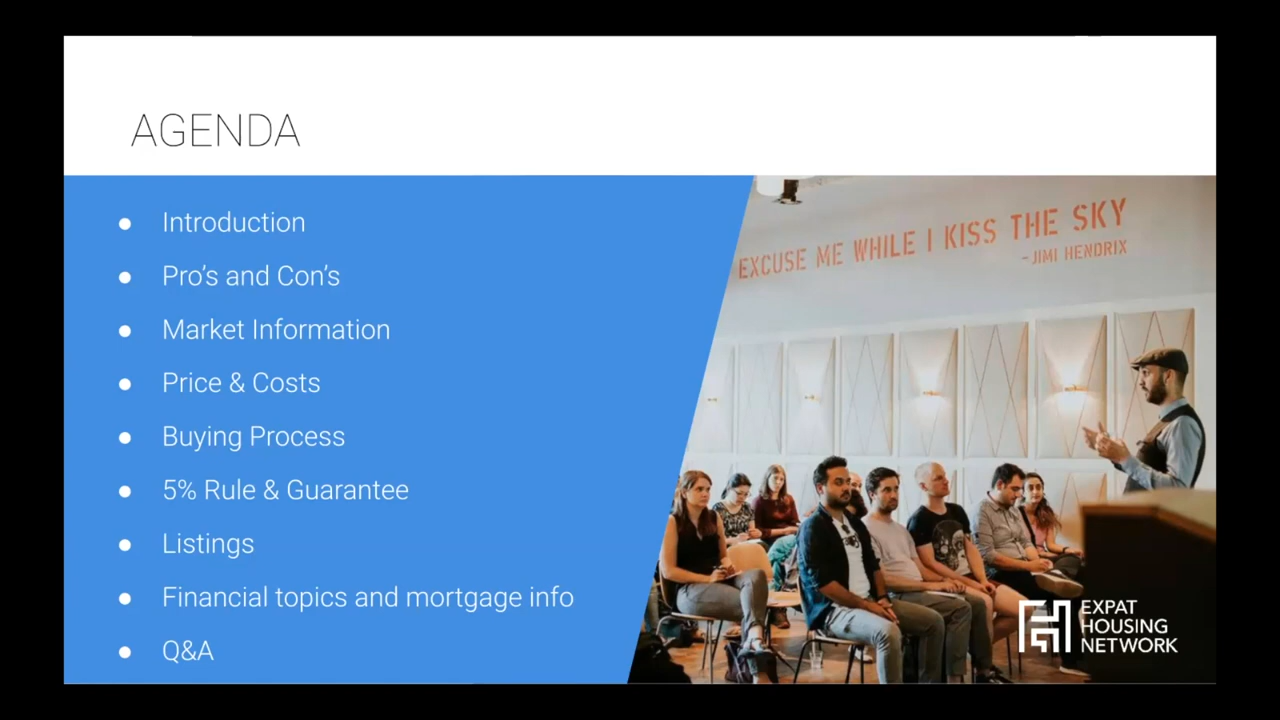 AGENDA
● Introduction
● Pro’s and Con’s
● Market Information
● Price & Costs
● Buying Process
● 5% Rule & Guarantee
● Listings
● Financial topics and mortgage info
● Q&A
EXCUSE ME WHILE I KISS THE SKY
-JIMI HENDRIX
EXPAT
HOUSING
NETWORK